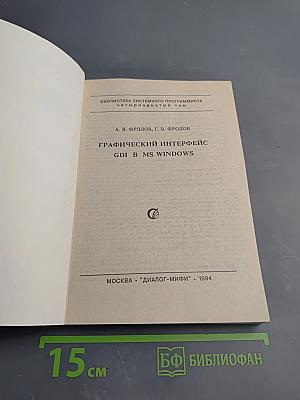 БИБЛИОТЕКА СИСТЕМНОГО ПРОГРАММИСТА
четырнадцатый том
А. В. ФРОЛОВ, Г. В. ФРОЛОВ
ГРАФИЧЕСКИЙ ИНТЕРФЕЙС
GDI В MS WINDOWS
МОСКВА • "ДИАЛОГ-МИФИ" • 1994
15 см
БФ БИБЛИОФАН